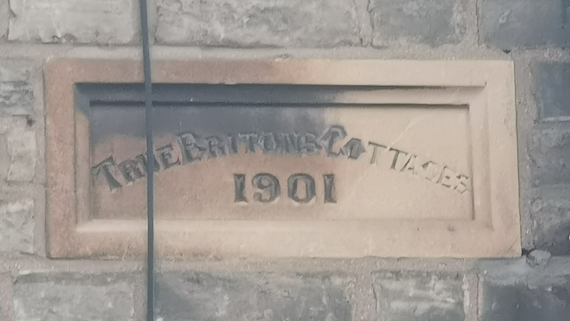 TRUE BRITONS COTTAGES
1901